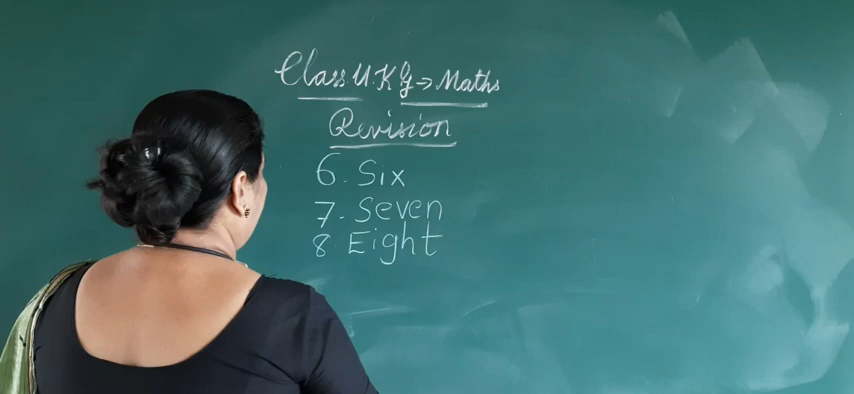 Class U.K.G → Maths
Revision
6. Six
7. Seven
8 Eight